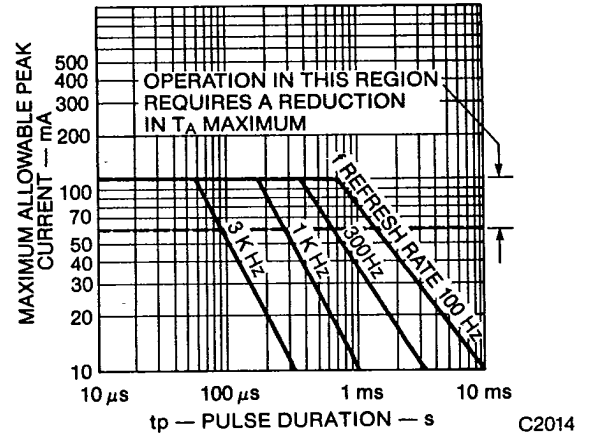 MAXIMUM ALLOWABLE PEAK
CURRENT — mA
500
400
300
200
100
70
50
40
30
20
10
OPERATION IN THIS REGION
REQUIRES A REDUCTION
IN TA MAXIMUM
3 K Hz
1 K Hz
300Hz
f REFRESH RATE 100 Hz
10 μs
100 μs
1 ms
10 ms
tp — PULSE DURATION — s
C2014